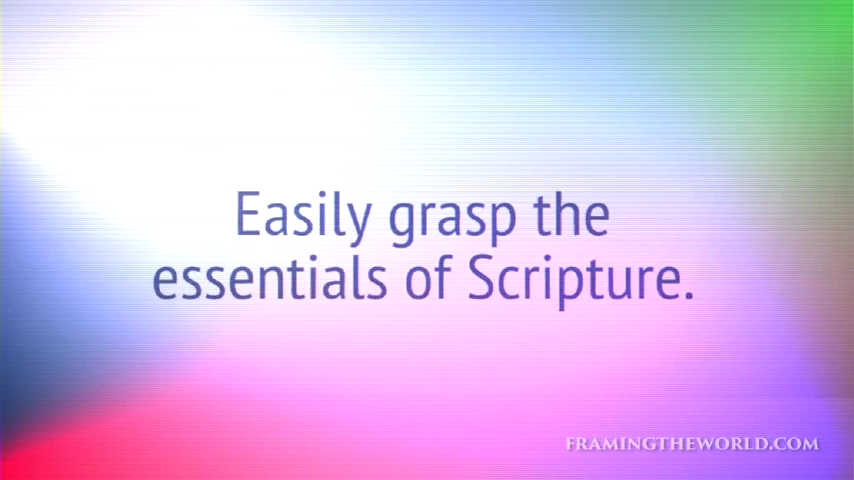 Easily grasp the
essentials of Scripture.
FRAMINGTHEWORLD.COM